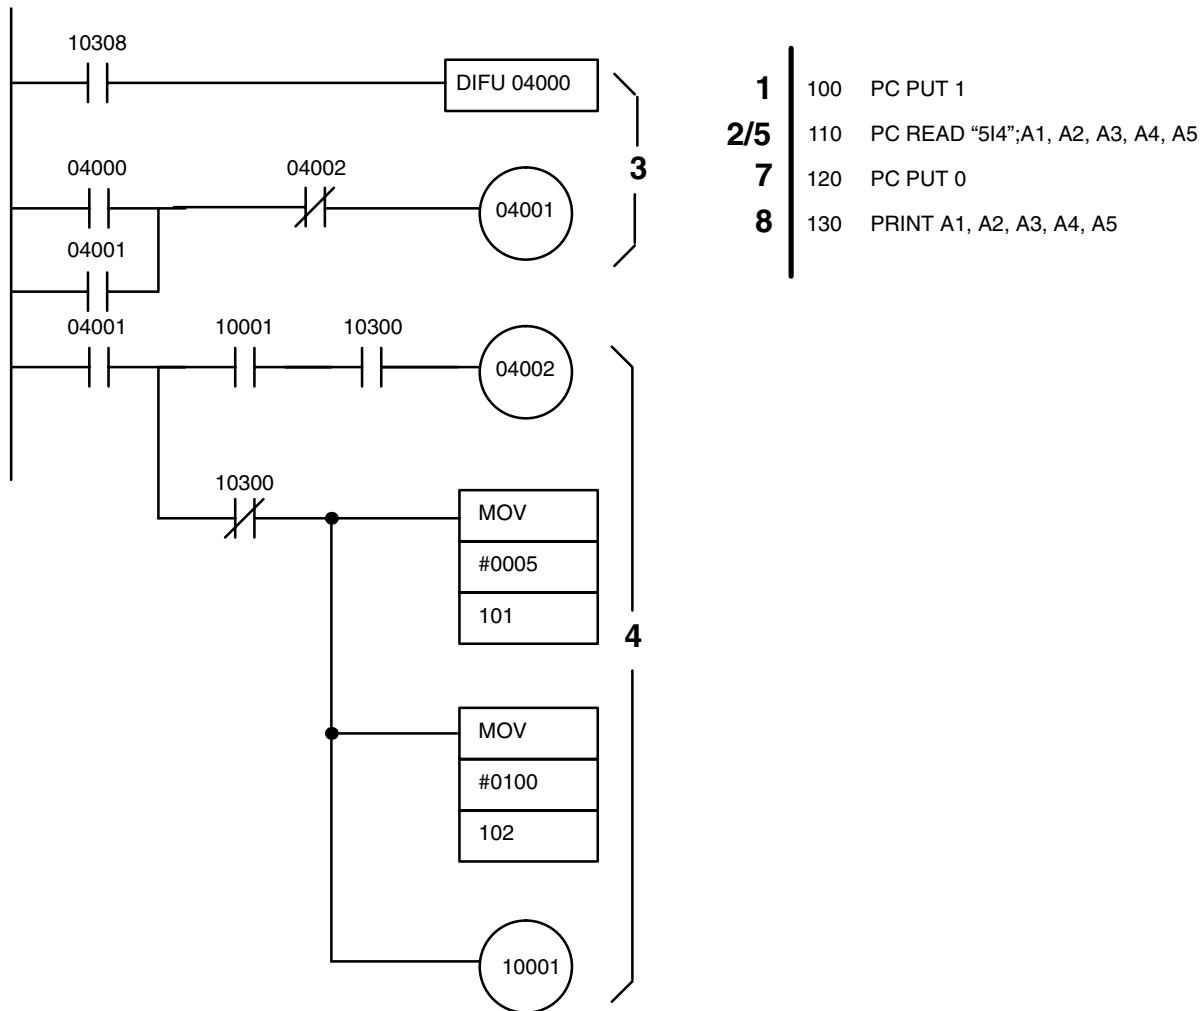 10308
DIFU 04000
04000
04002
04001
04001
3
04001
10001
10300
04002
10300
MOV
#0005
101
4
MOV
#0100
102
10001
1 100 PC PUT 1
2/5 110 PC READ “5I4”;A1, A2, A3, A4, A5
7 120 PC PUT 0
8 130 PRINT A1, A2, A3, A4, A5